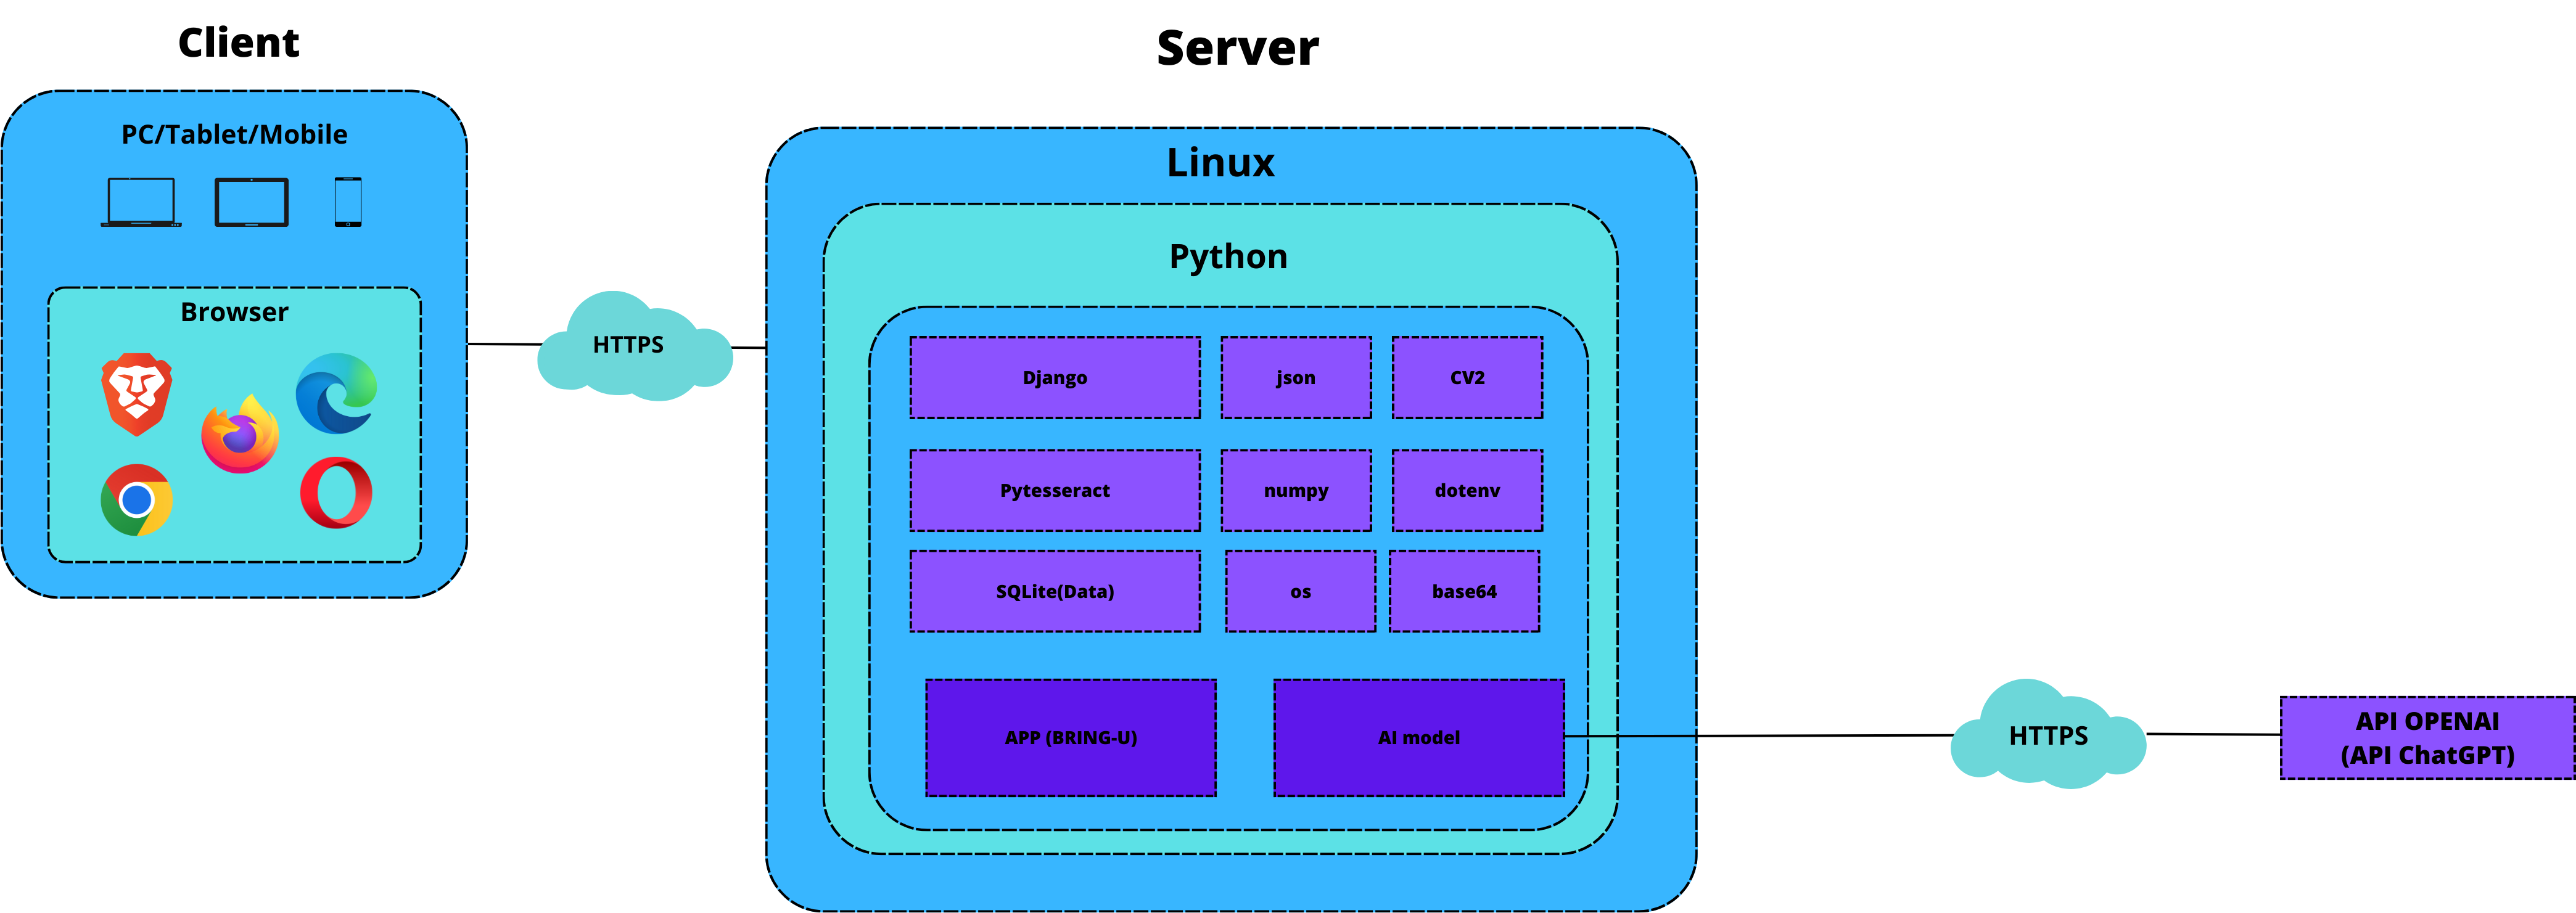 Client
PC/Tablet/Mobile
Browser
HTTPS
Server
Linux
Python
Django
json
CV2
Pytesseract
numpy
dotenv
SQLite(Data)
os
base64
APP (BRING-U)
AI model
HTTPS
API OPENAI
(API ChatGPT)